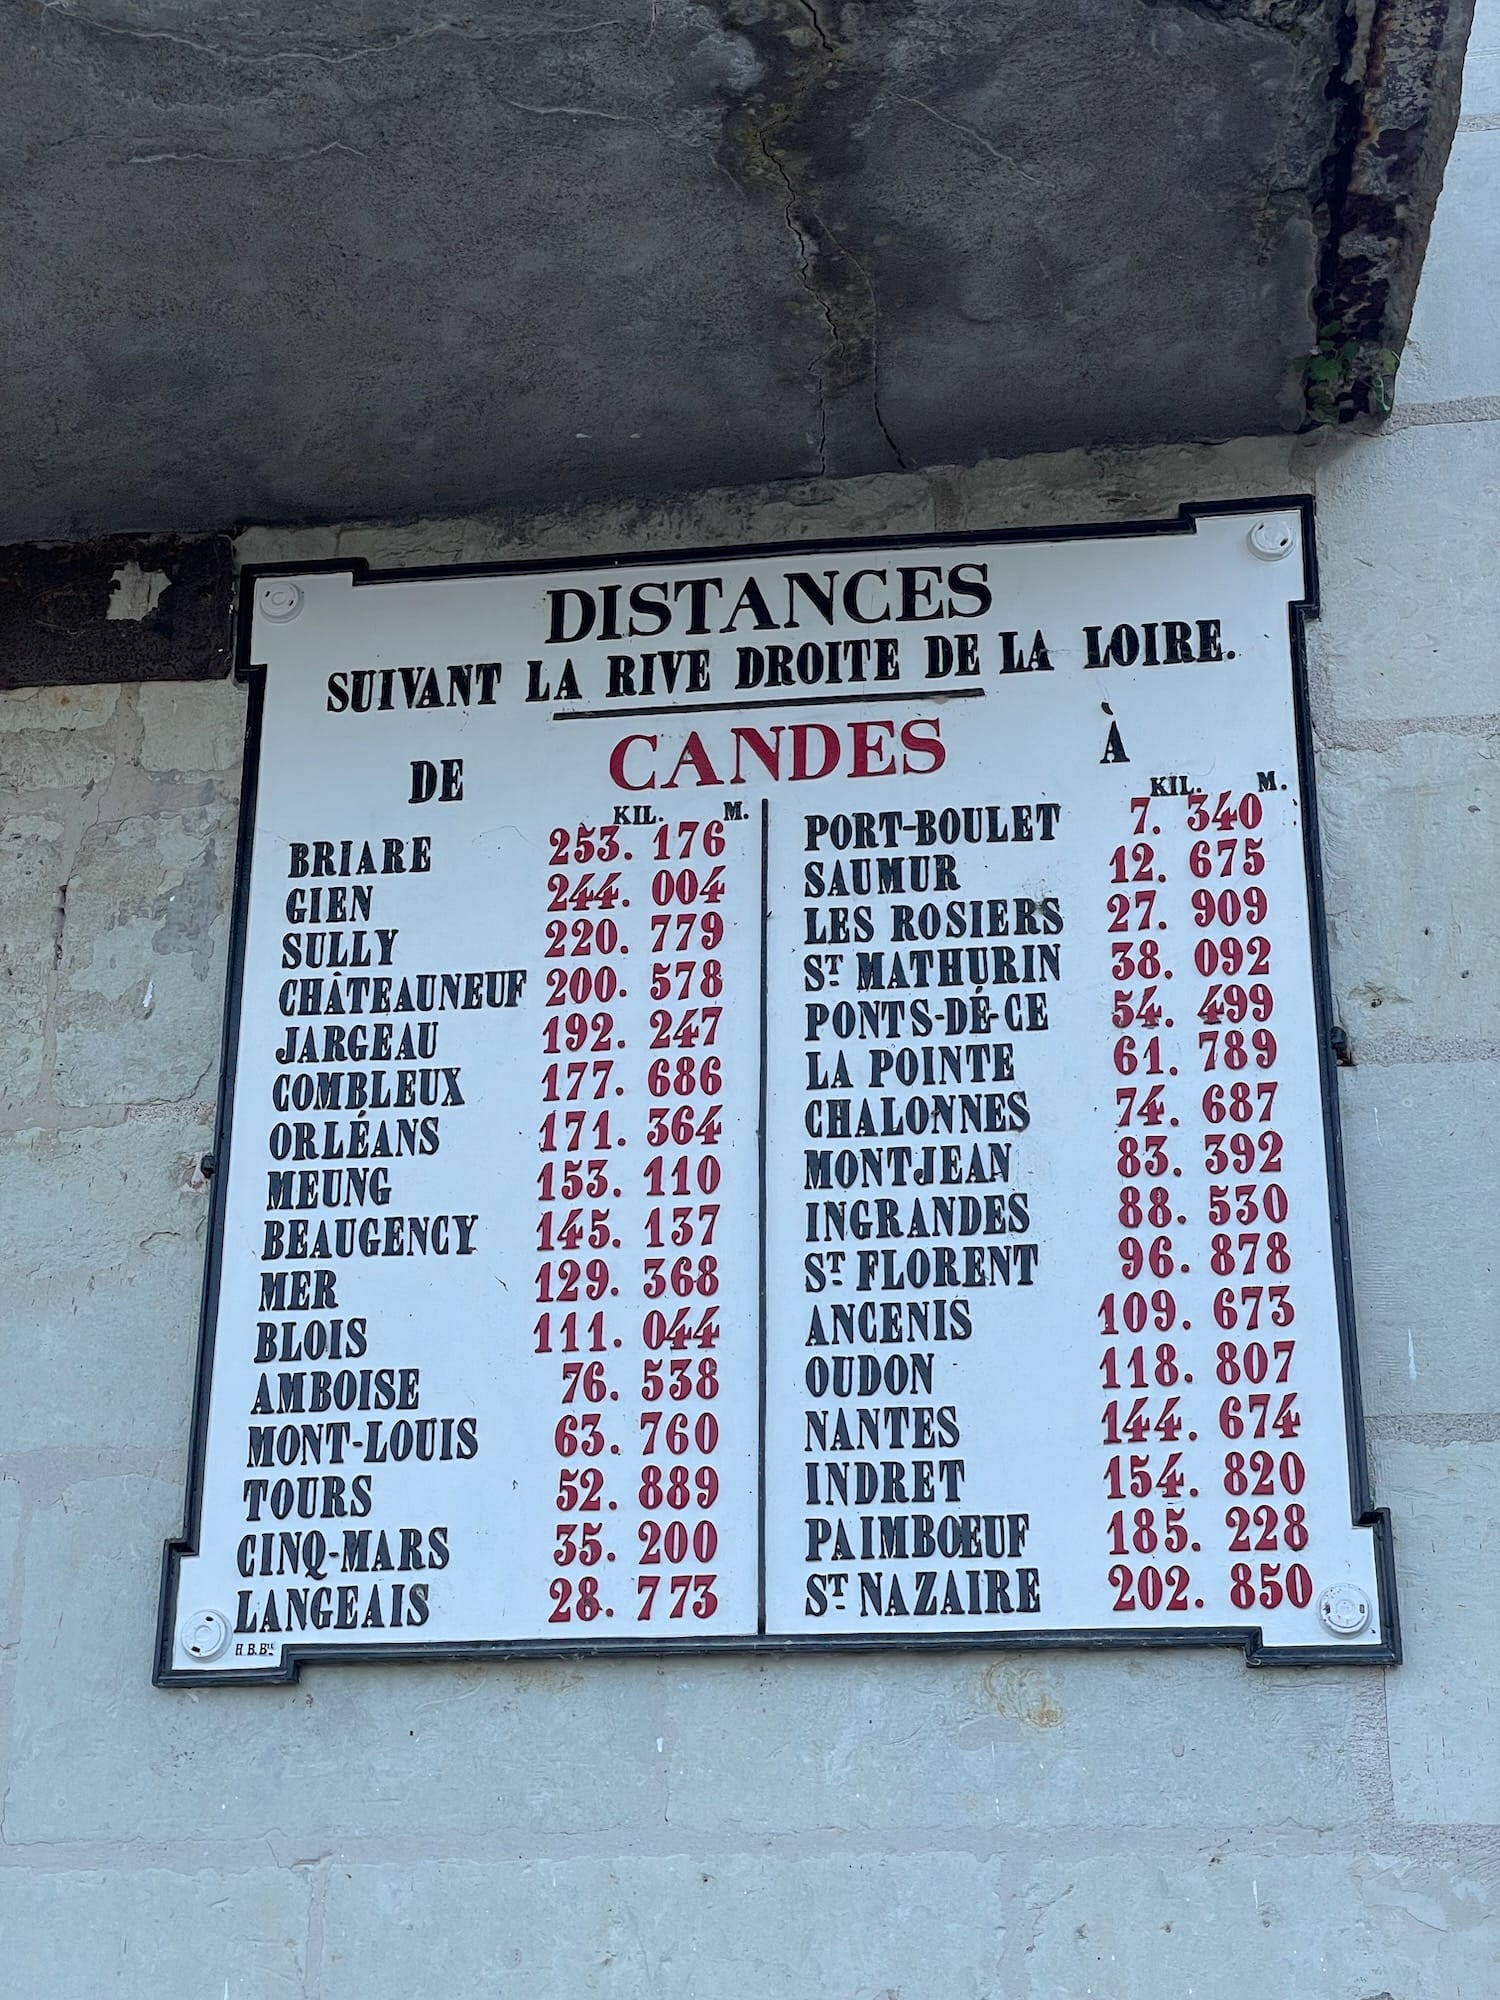 DISTANCES
SUIVANT LA RIVE DROITE DE LA LOIRE.
DE CANDES À
KIL. M.
BRIARE 253. 176
GIEN 244. 004
SULLY 220. 779
CHÂTEAUNEUF 200. 578
JARGEAU 192. 247
COMBLEUX 177. 686
ORLÉANS 171. 364
MEUNG 153. 110
BEAUGENCY 145. 137
MER 129. 368
BLOIS 111. 044
AMBOISE 76. 538
MONT-LOUIS 63. 760
TOURS 52. 889
CINQ-MARS 35. 200
LANGEAIS 28. 773
KIL. M.
PORT-BOULET 7. 340
SAUMUR 12. 675
LES ROSIERS 27. 909
ST MATHURIN 38. 092
PONTS-DÉ-CE 54. 499
LA POINTE 61. 789
CHALONNES 74. 687
MONTJEAN 83. 392
INGRANDES 88. 530
ST FLORENT 96. 878
ANCENIS 109. 673
OUDON 118. 807
NANTES 144. 674
INDRET 154. 820
PAIMBŒUF 185. 228
ST NAZAIRE 202. 850